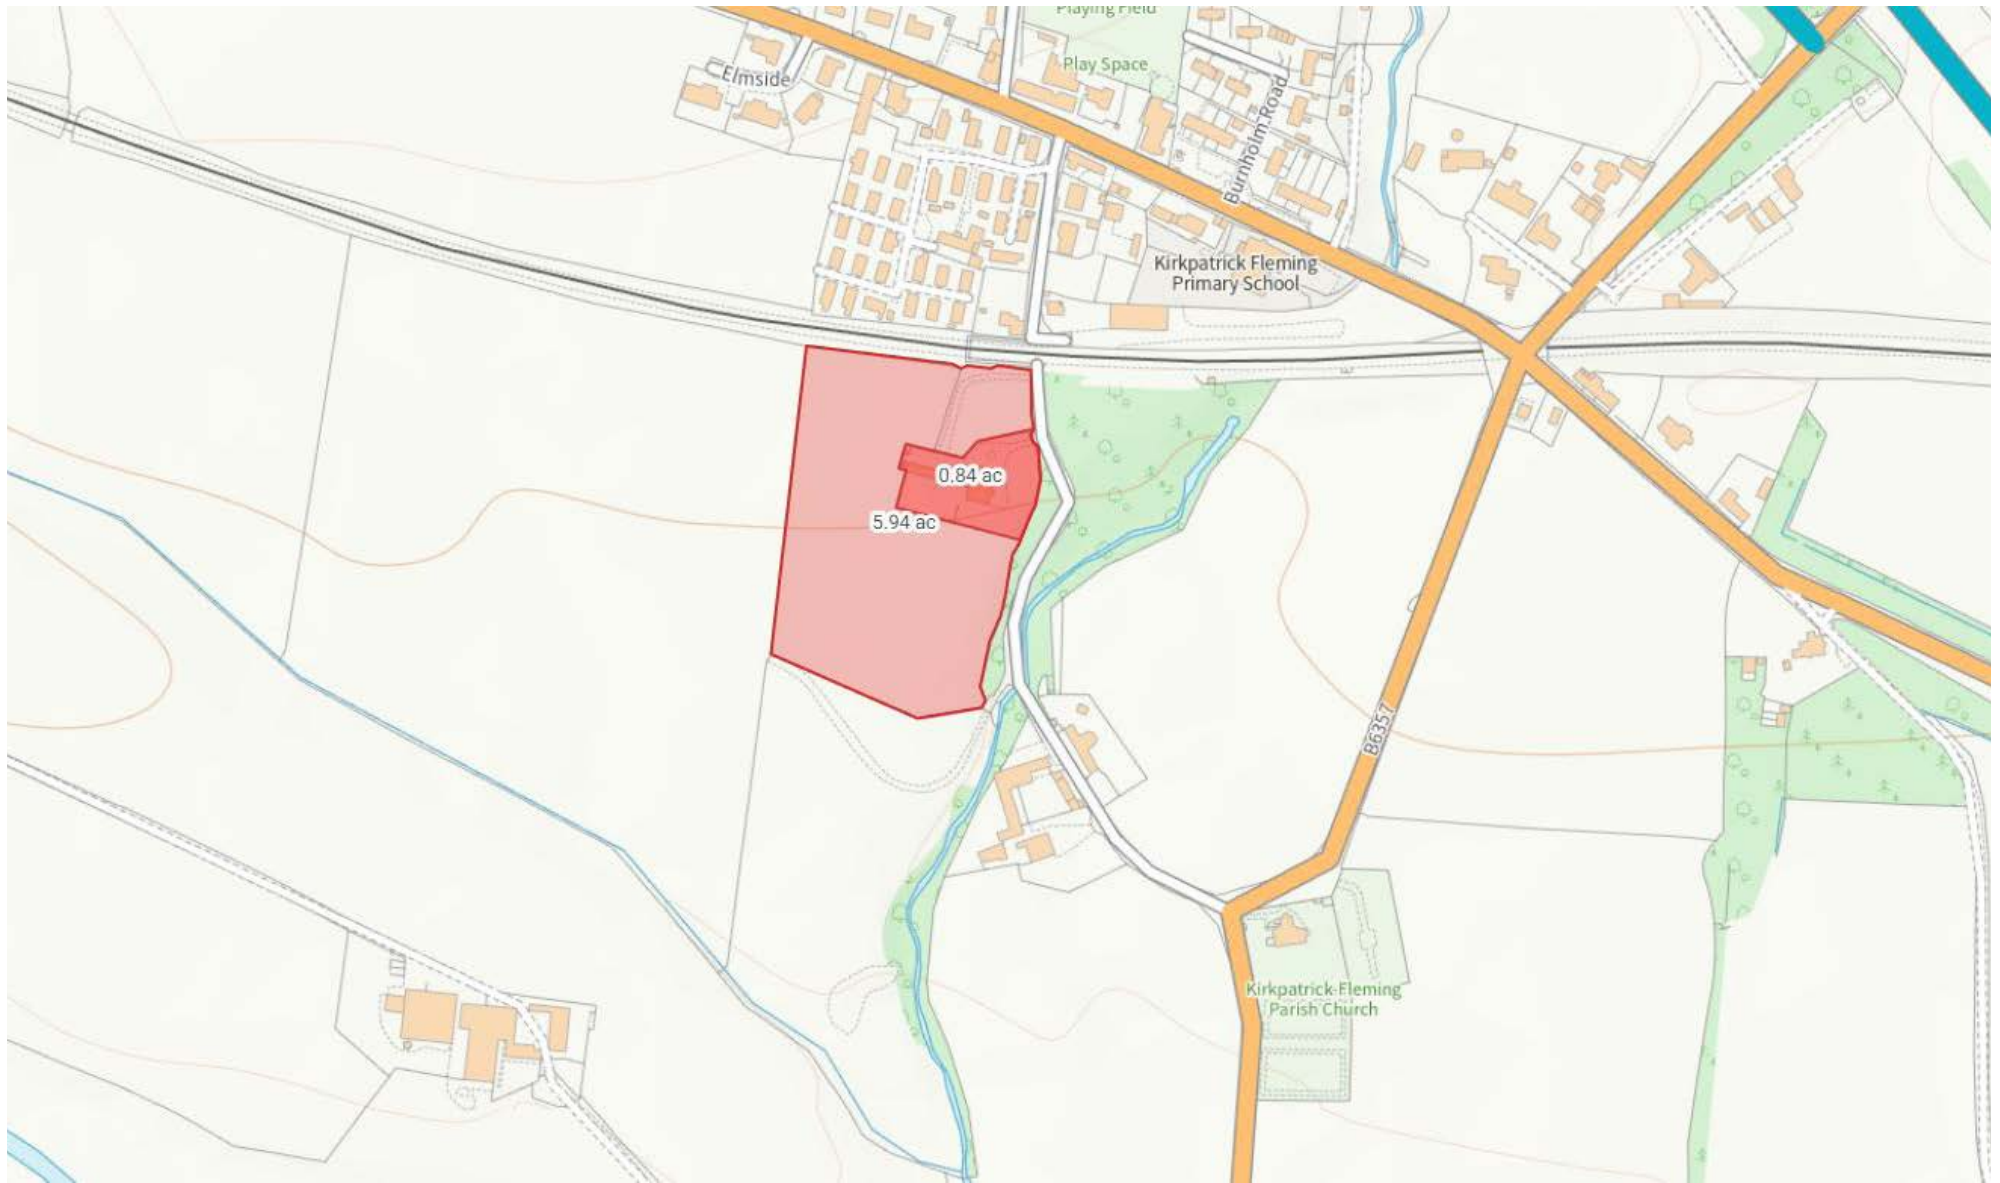 Playing Field
Play Space
Elmside
Burnholm Road
Kirkpatrick Fleming
Primary School
0.84 ac
5.94 ac
B6357
Kirkpatrick-Fleming
Parish Church